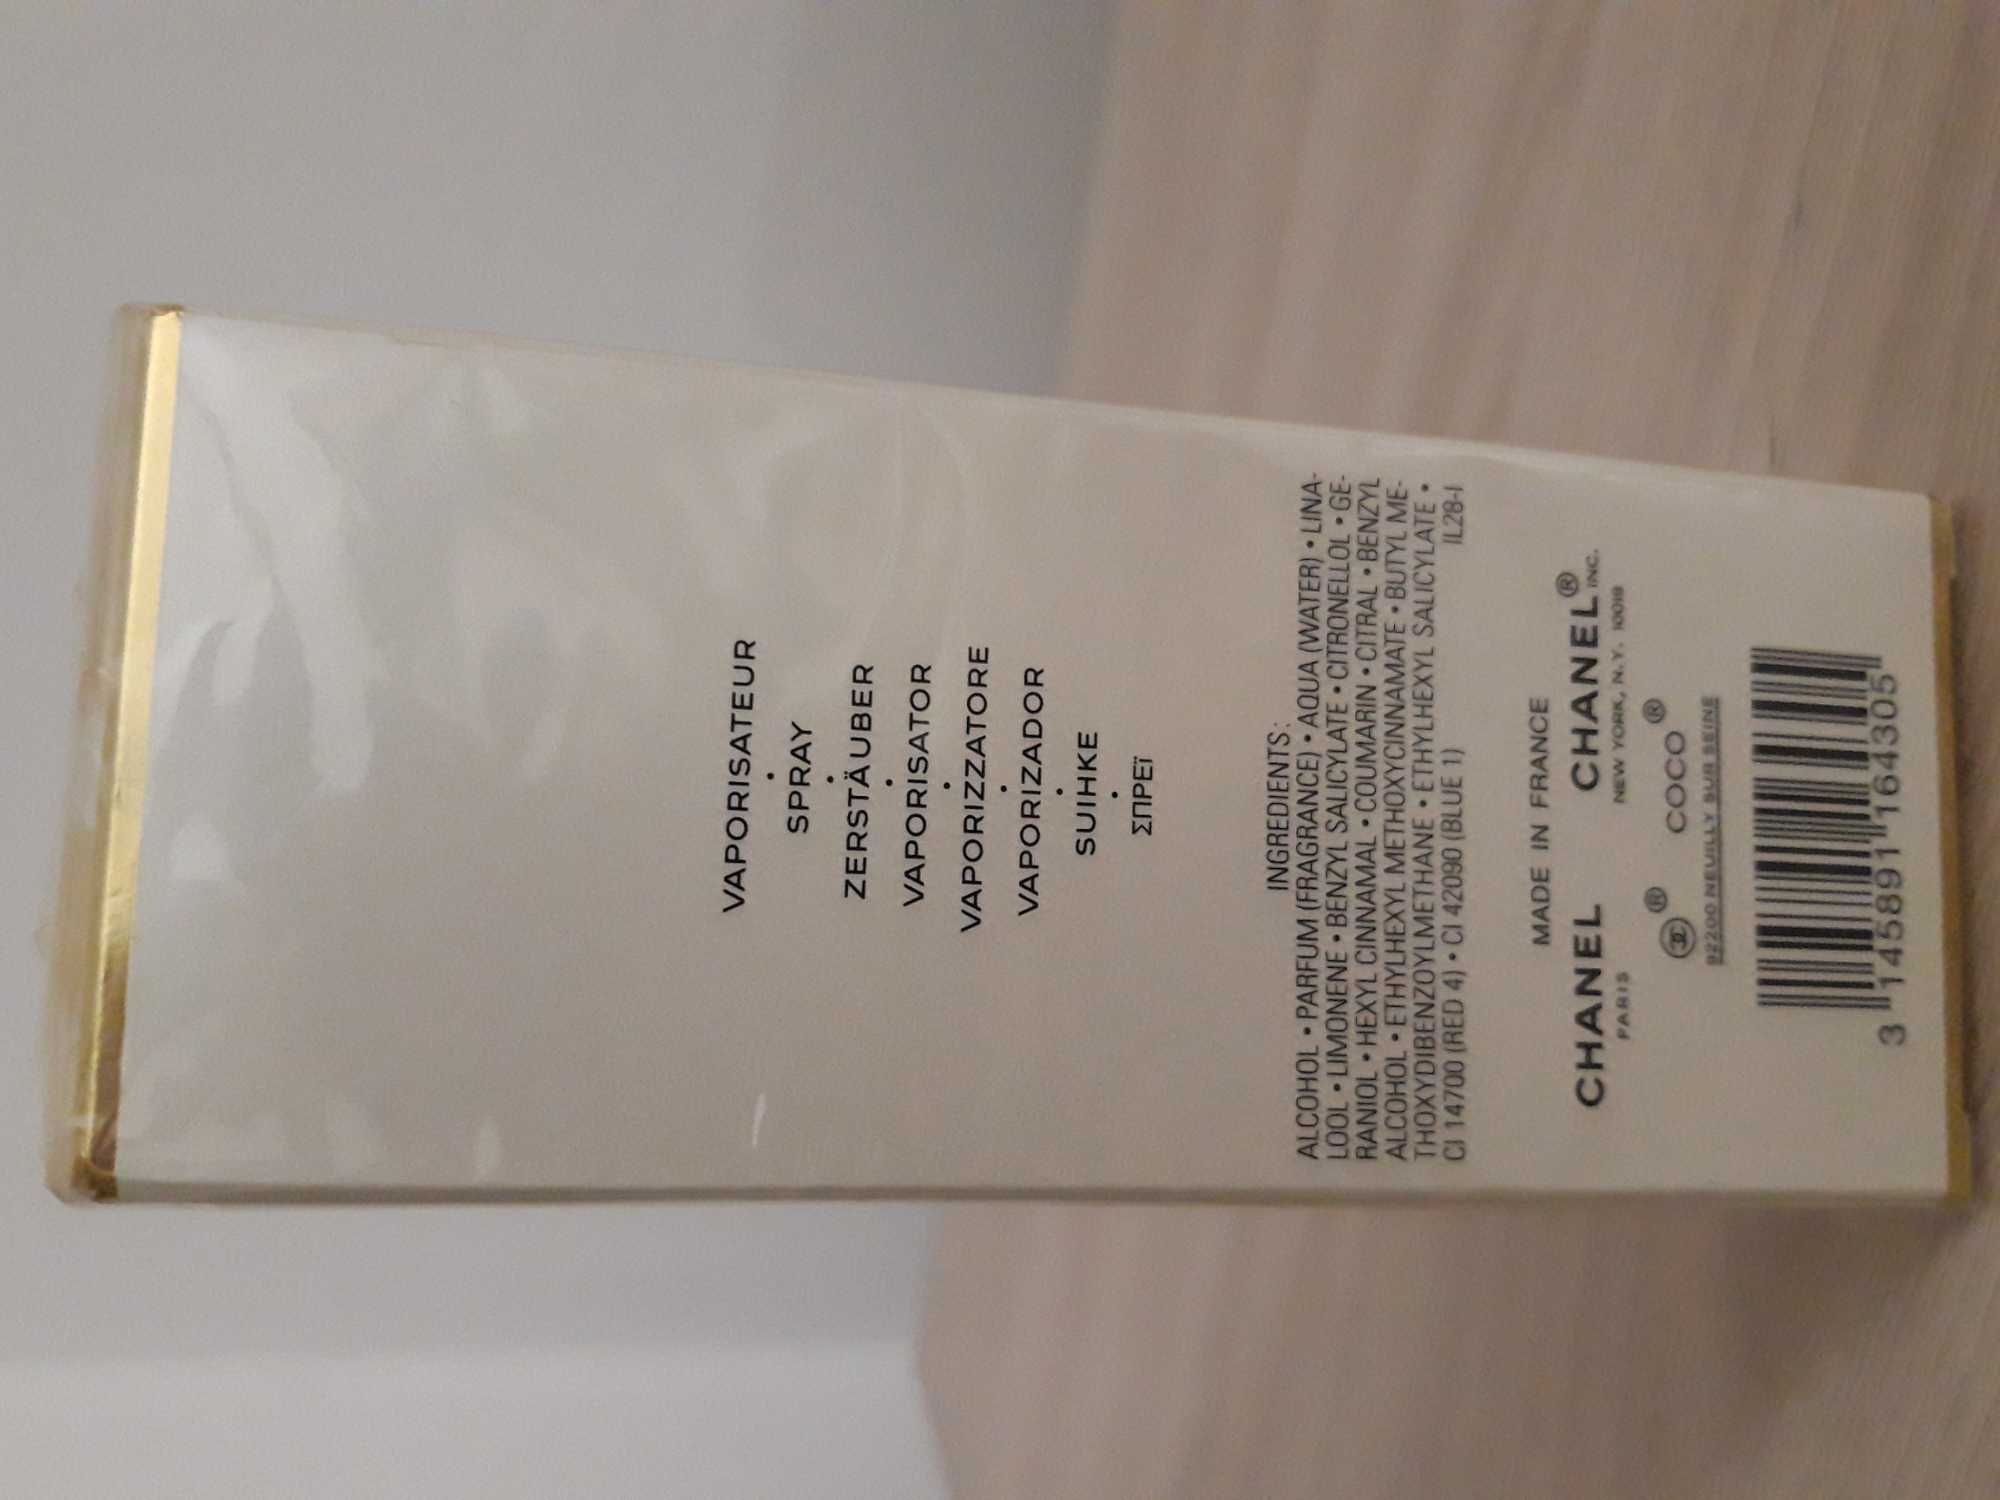 VAPORISATEUR
•
SPRAY
•
ZERSTÄUBER
•
VAPORISATOR
•
VAPORIZZATORE
•
VAPORIZADOR
•
SUIHKE
•
ΣΠΡΕϊ
INGREDIENTS:
ALCOHOL • PARFUM (FRAGRANCE) • AQUA (WATER) • LINA-
LOOL • LIMONENE • BENZYL SALICYLATE • CITRONELLOL • GE-
RANIOL • HEXYL CINNAMAL • COUMARIN • CITRAL • BENZYL
ALCOHOL • ETHYLHEXYL METHOXYCINNAMATE • BUTYL ME-
THOXYDIBENZOYLMETHANE • ETHYLHEXYL SALICYLATE •
CI 14700 (RED 4) • CI 42090 (BLUE 1)
IL28-I
MADE IN FRANCE
CHANEL CHANEL® INC.
PARIS NEW YORK, N.Y. 10019
® COCO®
92200 NEUILLY SUR SEINE
3 145891 164305